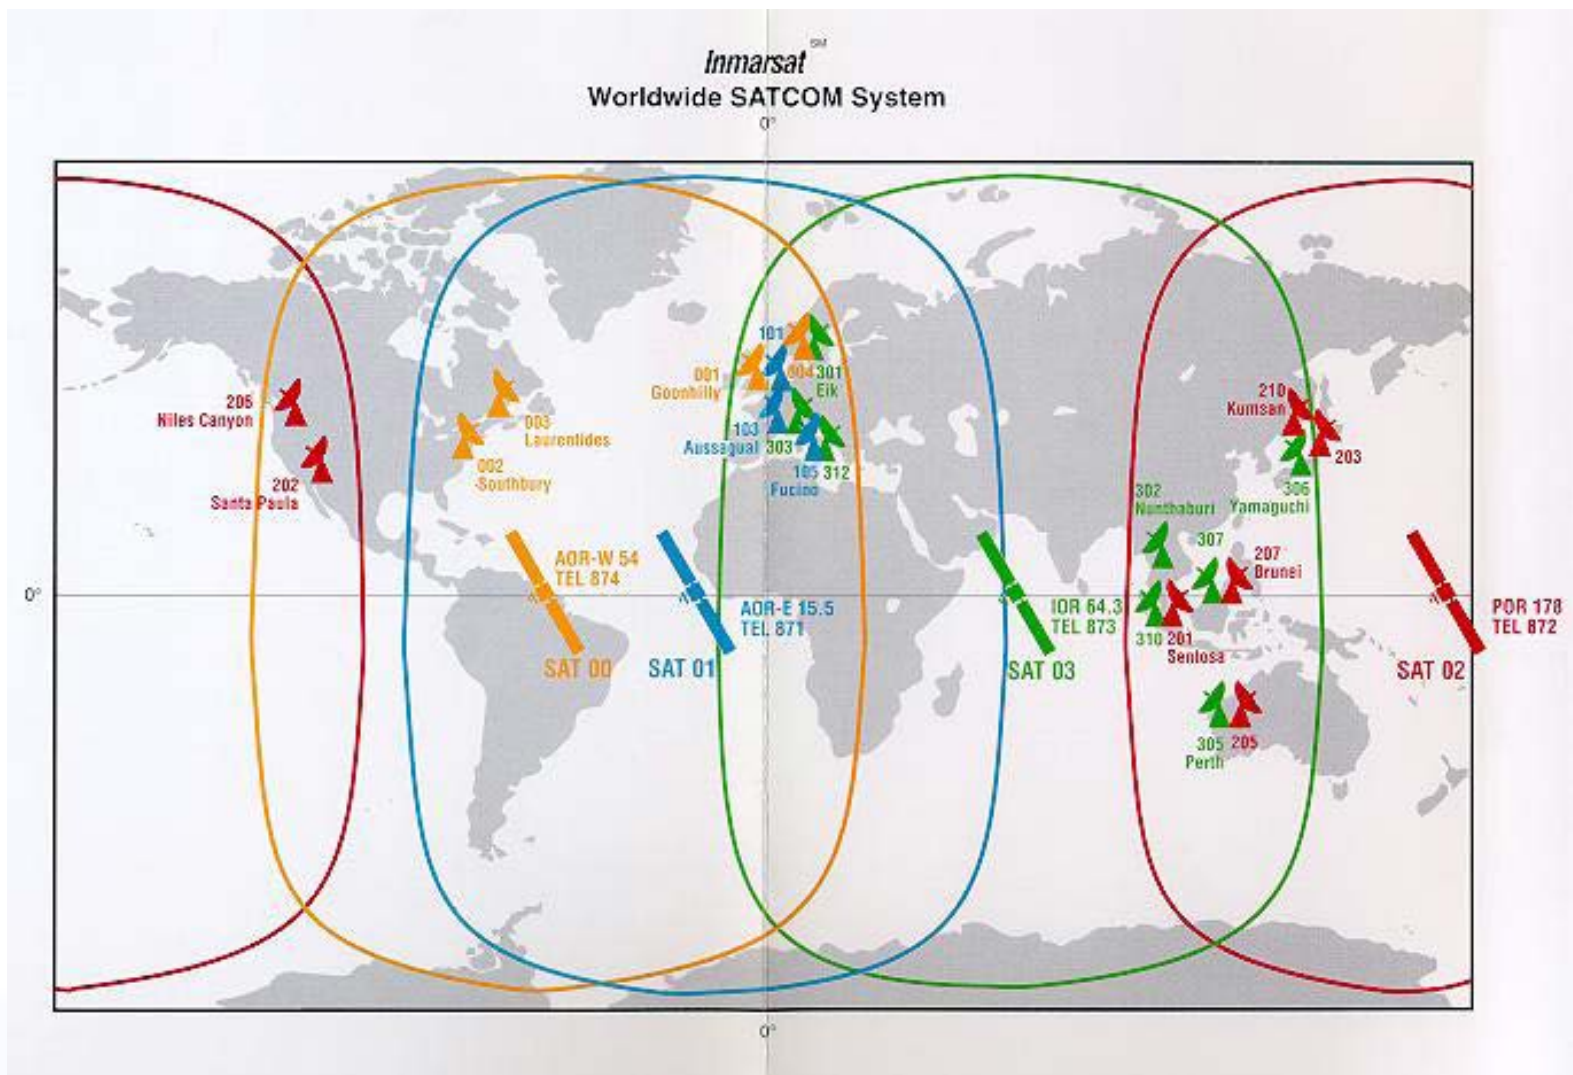 Inmarsat SM
Worldwide SATCOM System
0°
101
001
Goonhilly
004
301
Eik
206
Niles Canyon
003
Laurentides
103
Aussagual
303
210
Kumsan
203
002
Southbury
105
Fucino
312
202
Santa Paula
302
Nunthaburi
306
Yamaguchi
307
207
Brunei
AOR-W 54
TEL 874
0°
AOR-E 15.5
TEL 871
IOR 64.3
TEL 873
POR 178
TEL 872
310
201
Sentosa
SAT 00
SAT 01
SAT 03
SAT 02
305
205
Perth
0°